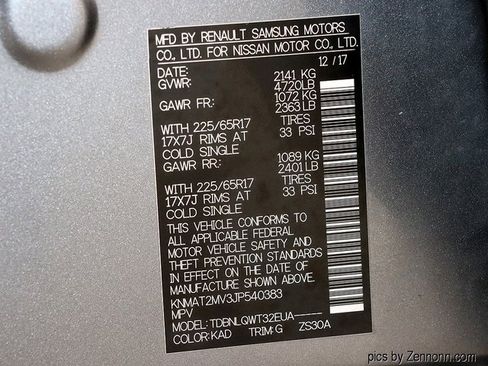 MFD BY RENAULT SAMSUNG MOTORS
CO., LTD. FOR NISSAN MOTOR CO., LTD.
12 / 17
DATE: 2141 KG
GVWR: 4720LB
1072 KG
GAWR FR.: 2363 LB
WITH 225/65R17 TIRES
17X7J RIMS AT 33 PSI
COLD SINGLE 1089 KG
GAWR RR.: 2401 LB
WITH 225/65R17 TIRES
17X7J RIMS AT 33 PSI
COLD SINGLE
THIS VEHICLE CONFORMS TO
ALL APPLICABLE FEDERAL
MOTOR VEHICLE SAFETY AND
THEFT PREVENTION STANDARDS
IN EFFECT ON THE DATE OF
MANUFACTURE SHOWN ABOVE.
KNMAT2MV3JP540383
MPV
MODEL: TDBNLQWT32EUA-----
COLOR: KAD TRIM: G ZS30A
pics by Zennonn.com